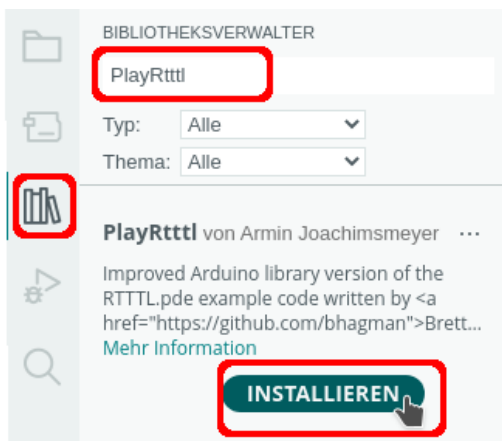 BIBLIOTHEKSVERWALTER
PlayRtttl
Typ: Alle
Thema: Alle
PlayRtttl von Armin Joachimsmeyer ...
Improved Arduino library version of the
RTTTL.pde example code written by <a
href="https://github.com/bhagman">Brett...
Mehr Information
INSTALLIEREN